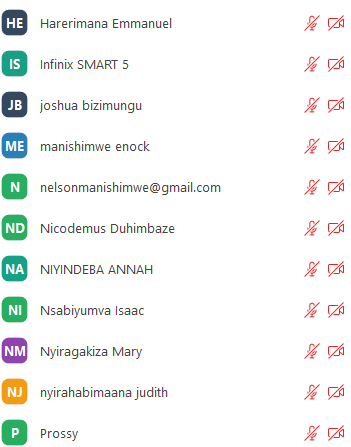 HE Harerimana Emmanuel
IS Infinix SMART 5
JB joshua bizimungu
ME manishimwe enock
N nelsonmanishimwe@gmail.com
ND Nicodemus Duhimbaze
NA NIYINDEBA ANNAH
NI Nsabiyumva Isaac
NM Nyiragakiza Mary
NJ nyirahabimaana judith
P Prossy